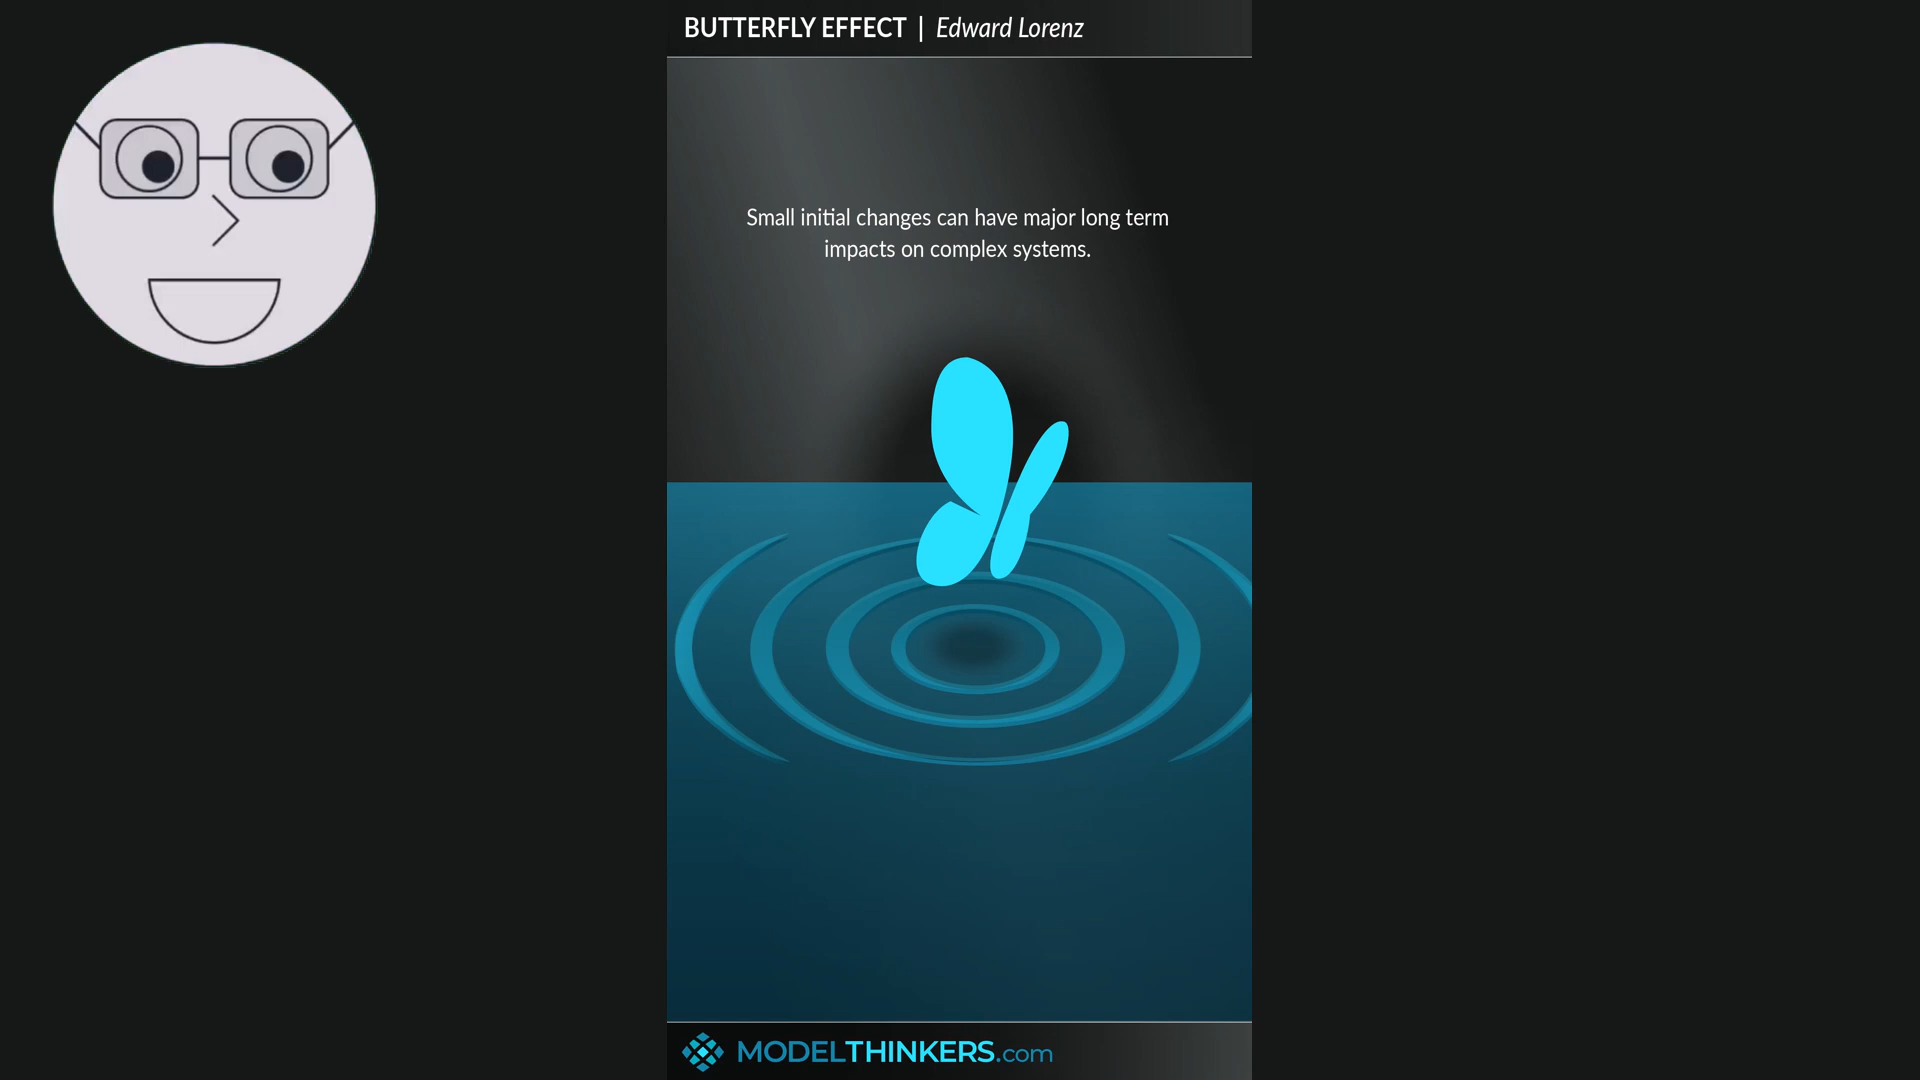 BUTTERFLY EFFECT | Edward Lorenz
Small initial changes can have major long term
impacts on complex systems.
MODELTHINKERS.com